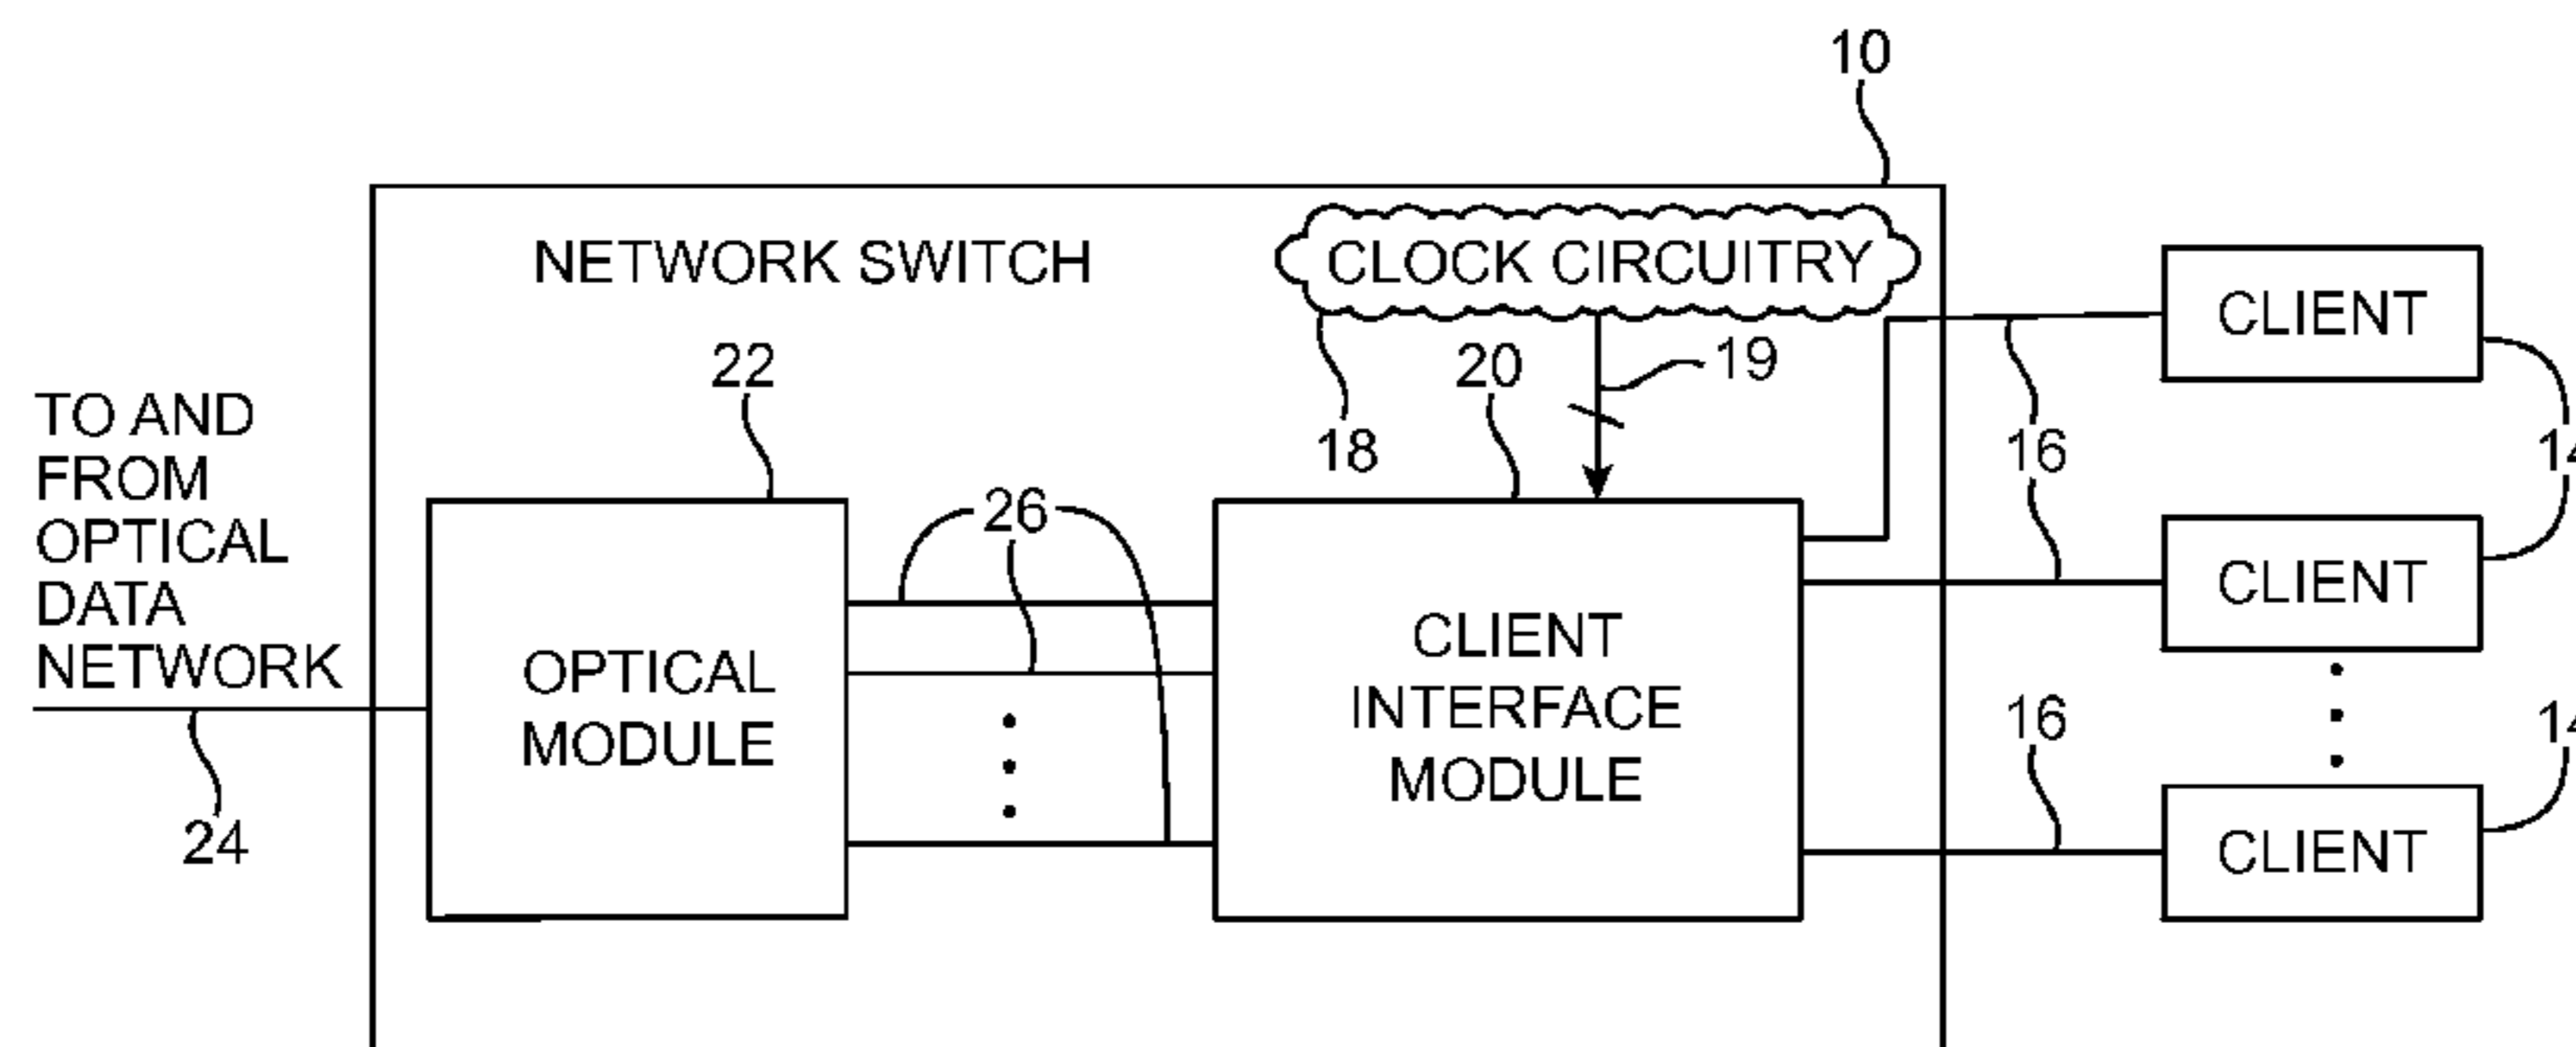 10
NETWORK SWITCH
CLOCK CIRCUITRY
CLIENT
22
20
19
18
16
TO AND
FROM
OPTICAL
DATA
NETWORK
26
CLIENT
OPTICAL
MODULE
CLIENT
INTERFACE
MODULE
16
24
CLIENT